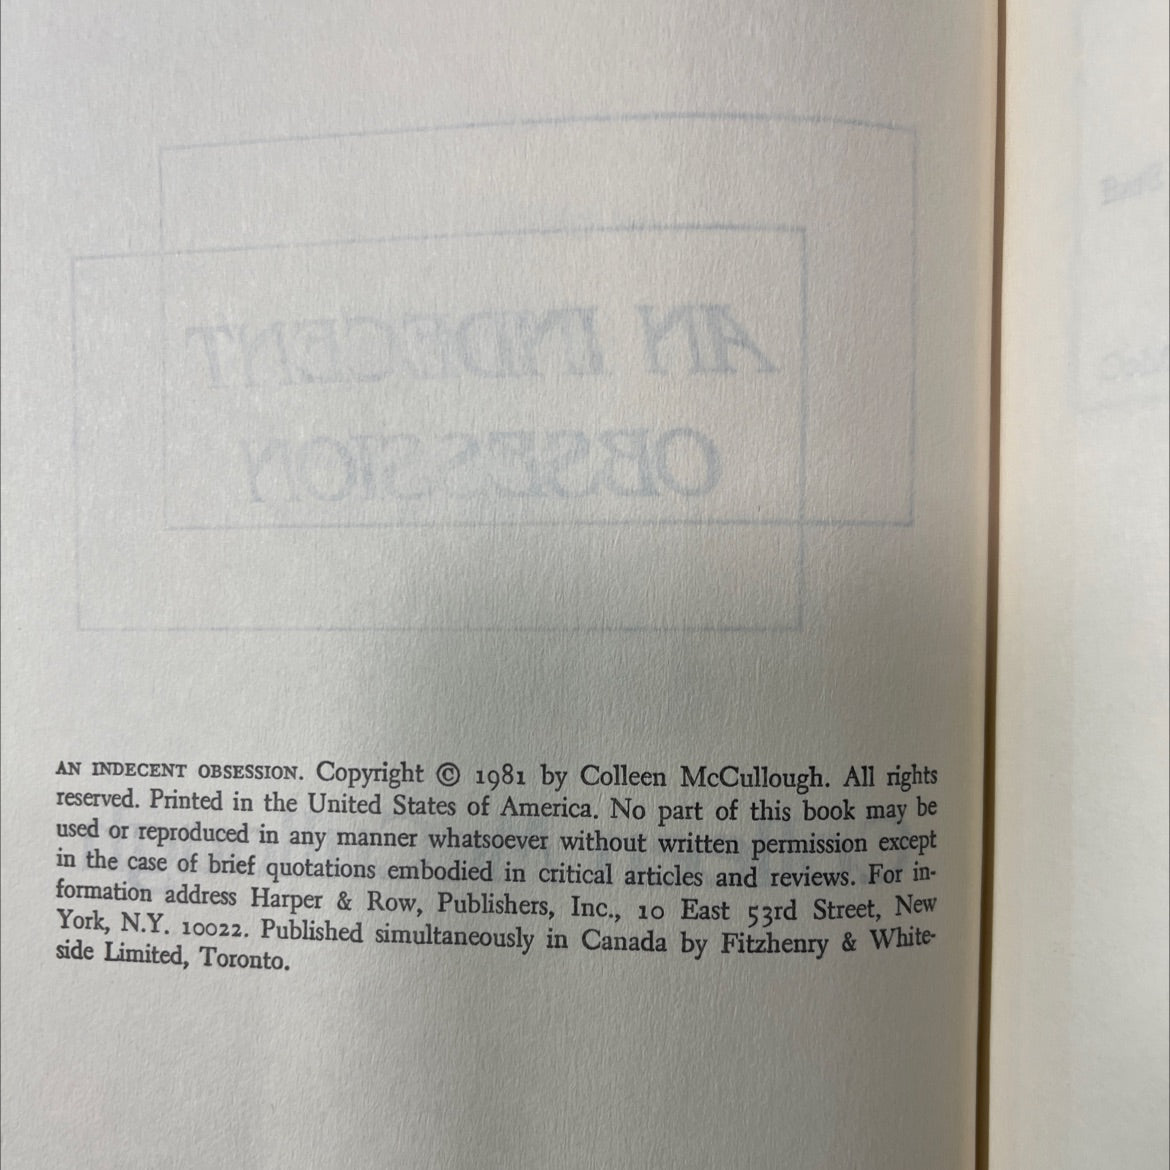 AN INDECENT
OBSESSION
AN INDECENT OBSESSION. Copyright © 1981 by Colleen McCullough. All rights
reserved. Printed in the United States of America. No part of this book may be
used or reproduced in any manner whatsoever without written permission except
in the case of brief quotations embodied in critical articles and reviews. For in-
formation address Harper & Row, Publishers, Inc., 10 East 53rd Street, New
York, N.Y. 10022. Published simultaneously in Canada by Fitzhenry & White-
side Limited, Toronto.